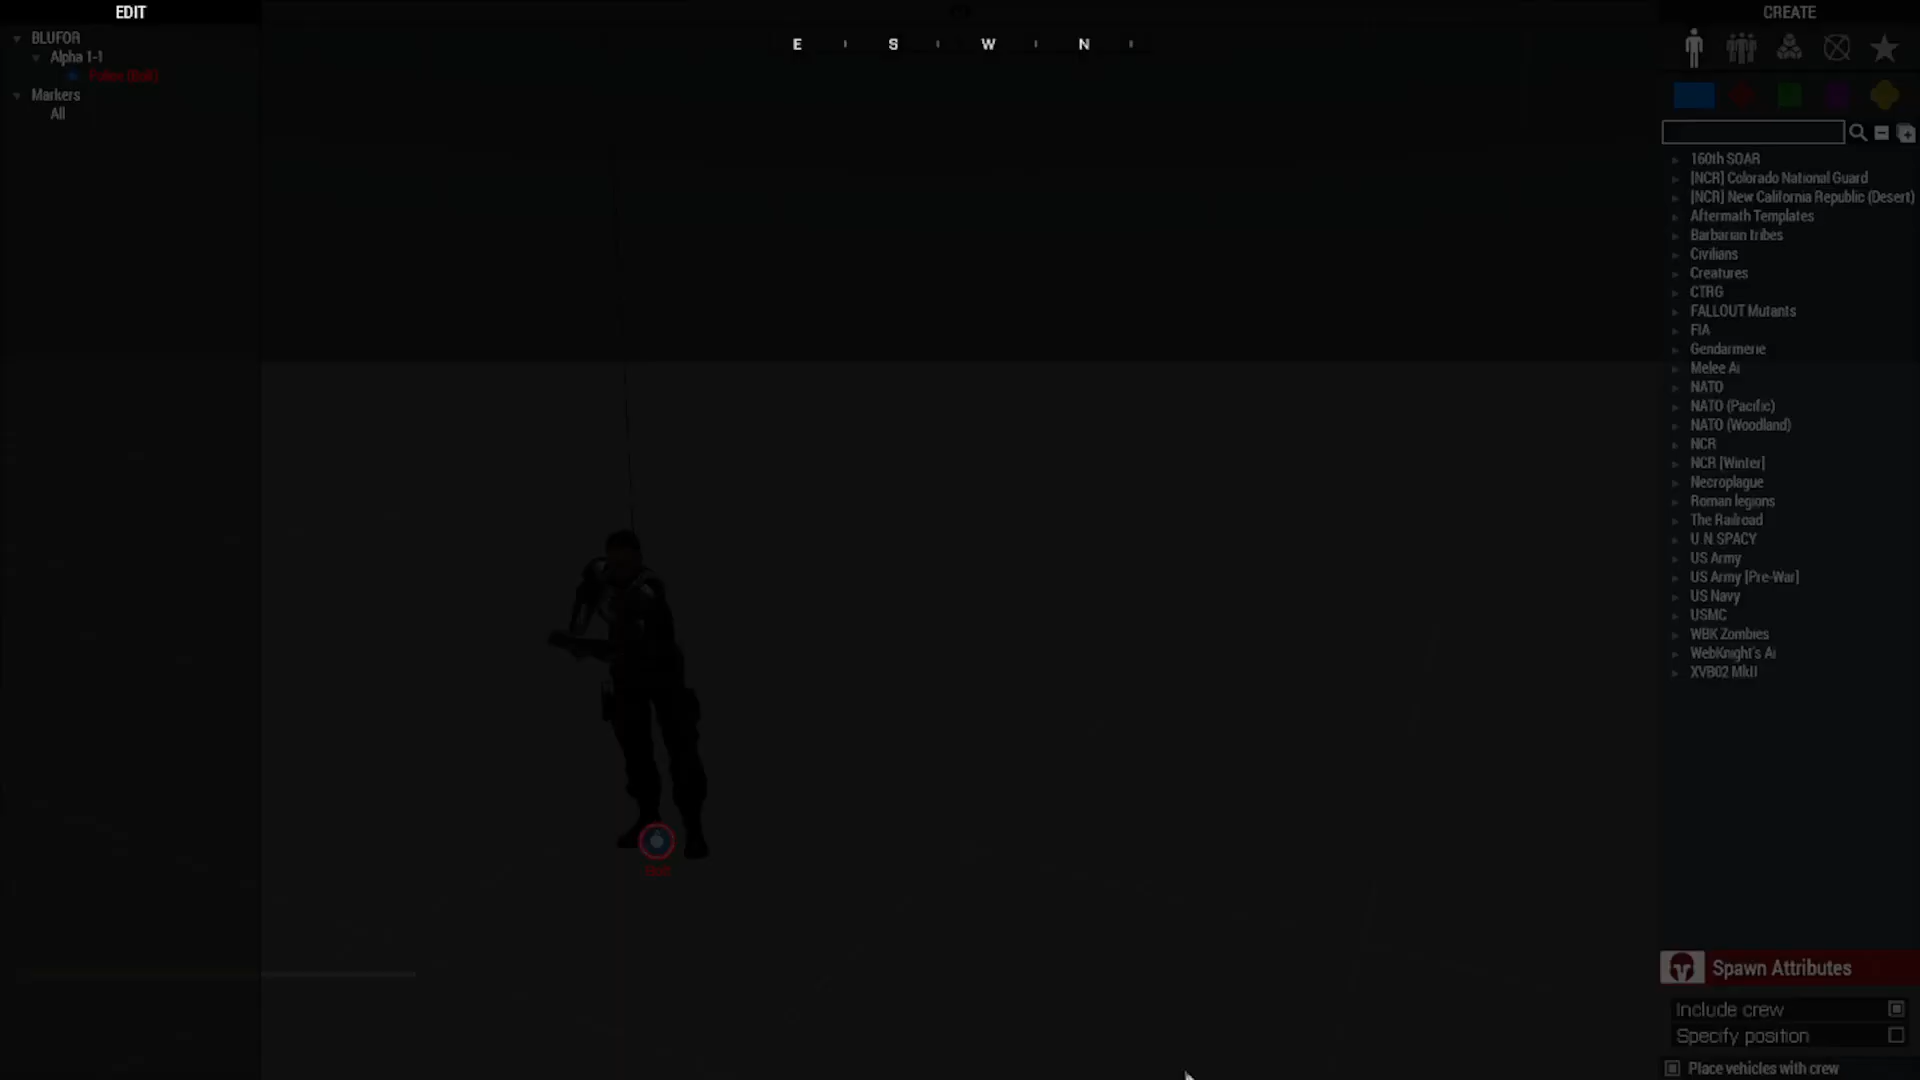 EDIT
BLUFOR
Alpha 1-1
Markers
All
E S W N
CREATE
160th SOAR
[NCR] Colorado National Guard
[NCR] New California Republic (Desert)
Aftermath Templates
Barbarian tribes
Civilians
Creatures
CTRG
FALLOUT Mutants
FIA
Gendarmerie
Melee Ai
NATO
NATO (Pacific)
NATO (Woodland)
NCR
NCR [Winter]
Necroplague
Roman legions
The Railroad
U.N.SPACY
US Army
US Army [Pre-War]
US Navy
USMC
WBK Zombies
WebKnight's Ai
XVB02 MkII
Spawn Attributes
Include crew
Specify position
Place vehicles with crew